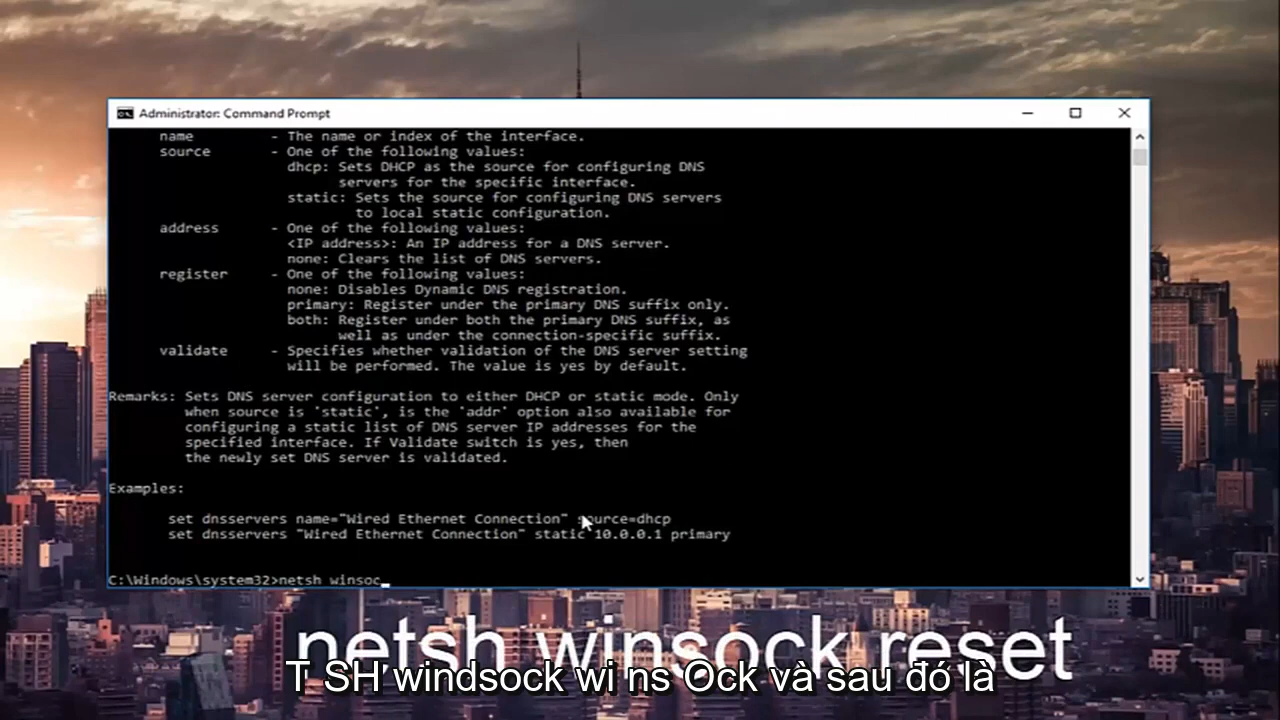 Administrator: Command Prompt
name - The name or index of the interface.
source - One of the following values:
dhcp: Sets DHCP as the source for configuring DNS
servers for the specific interface.
static: Sets the source for configuring DNS servers
to local static configuration.
address - One of the following values:
<IP address>: An IP address for a DNS server.
none: Clears the list of DNS servers.
register - One of the following values:
none: Disables Dynamic DNS registration.
primary: Register under the primary DNS suffix only.
both: Register under both the primary DNS suffix, as
well as under the connection-specific suffix.
validate - Specifies whether validation of the DNS server setting
will be performed. The value is yes by default.
Remarks: Sets DNS server configuration to either DHCP or static mode. Only
when source is 'static', is the 'addr' option also available for
configuring a static list of DNS server IP addresses for the
specified interface. If Validate switch is yes, then
the newly set DNS server is validated.
Examples:
set dnsservers name="Wired Ethernet Connection" source=dhcp
set dnsservers "Wired Ethernet Connection" static 10.0.0.1 primary
C:\Windows\system32>netsh winsoc_
netsh winsock reset
T SH windsock wi ns Ock và sau đó là